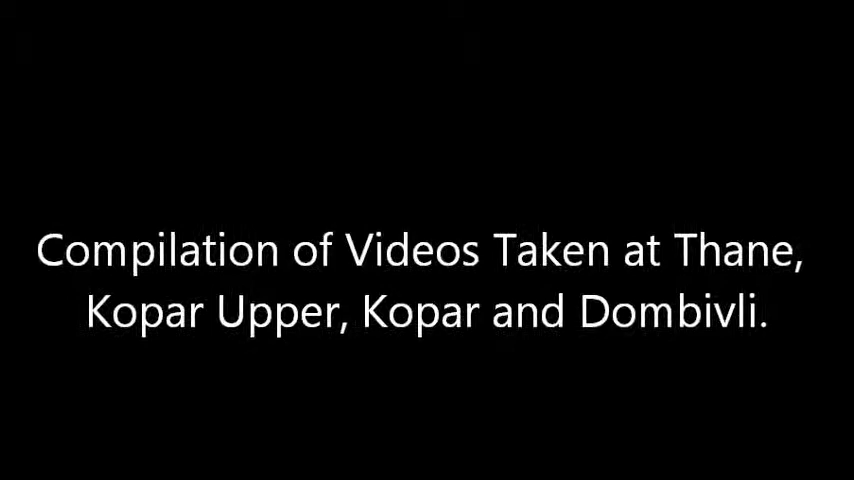 Compilation of Videos Taken at Thane,
Kopar Upper, Kopar and Dombivli.